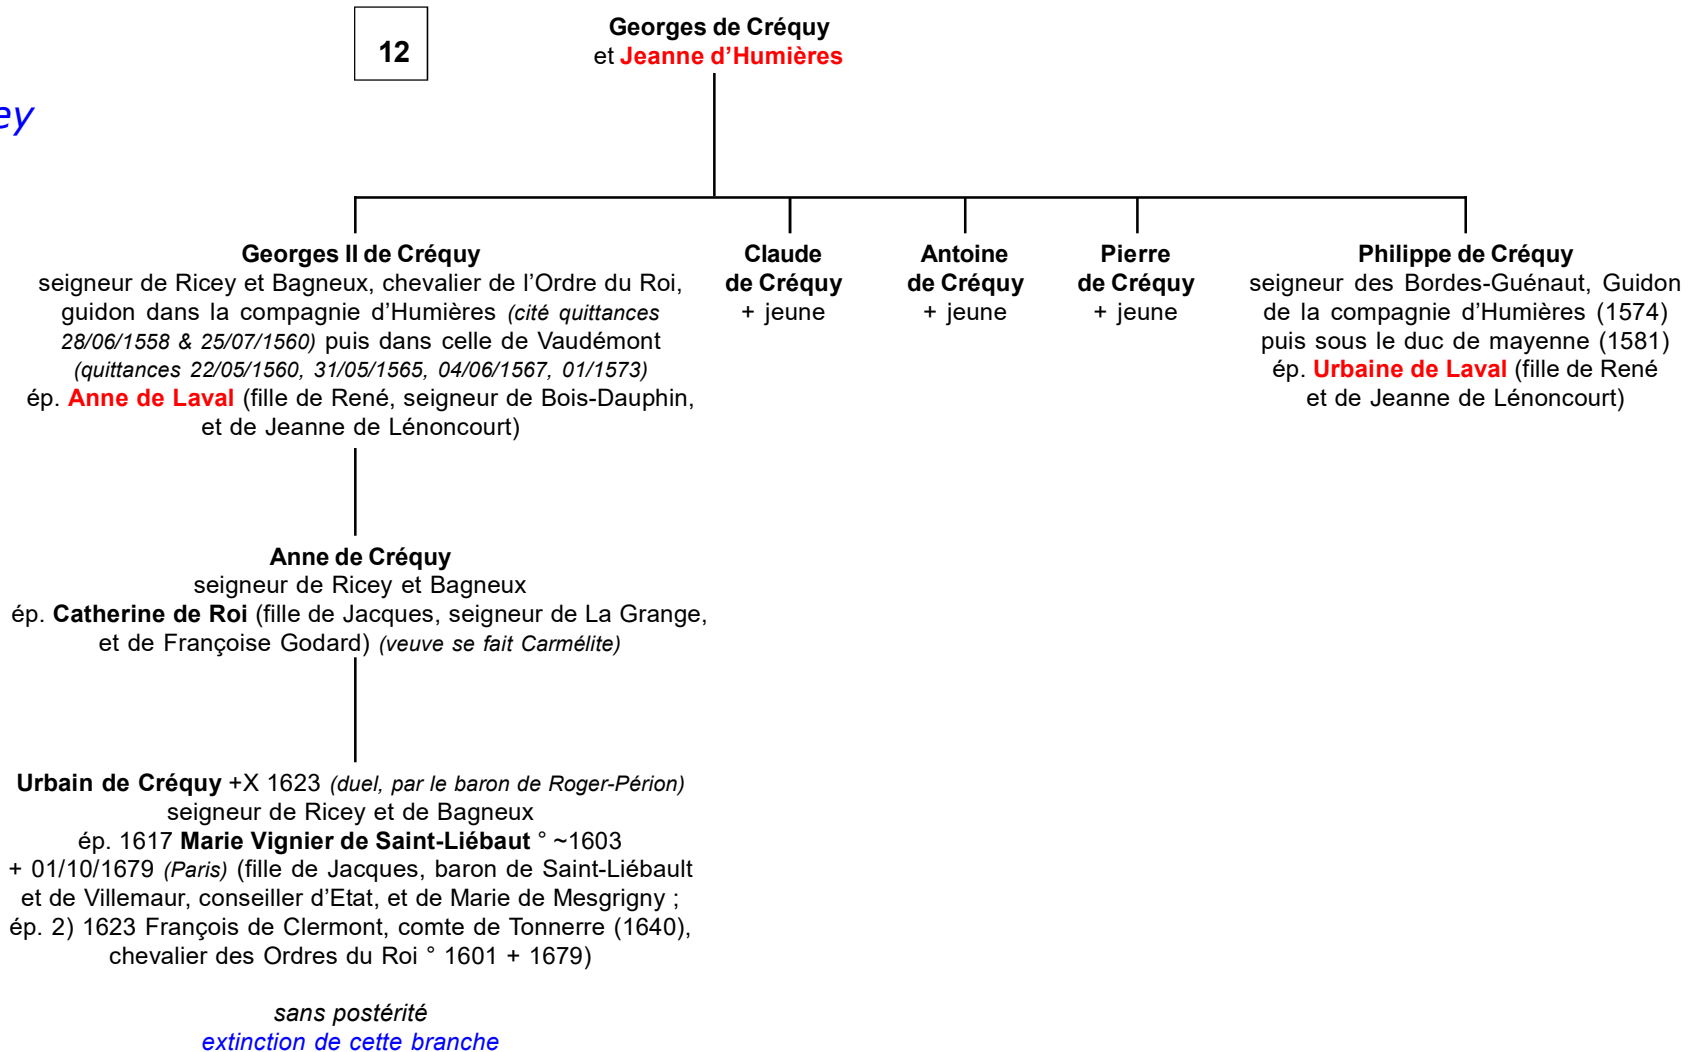 12
Georges de Créquy
et Jeanne d’Humières
ey
Georges II de Créquy
seigneur de Ricey et Bagneux, chevalier de l’Ordre du Roi,
guidon dans la compagnie d’Humières (cité quittances
28/06/1558 & 25/07/1560) puis dans celle de Vaudémont
(quittances 22/05/1560, 31/05/1565, 04/06/1567, 01/1573)
ép. Anne de Laval (fille de René, seigneur de Bois-Dauphin,
et de Jeanne de Lénoncourt)
Claude
de Créquy
+ jeune
Antoine
de Créquy
+ jeune
Pierre
de Créquy
+ jeune
Philippe de Créquy
seigneur des Bordes-Guénaut, Guidon
de la compagnie d’Humières (1574)
puis sous le duc de mayenne (1581)
ép. Urbaine de Laval (fille de René
et de Jeanne de Lénoncourt)
Anne de Créquy
seigneur de Ricey et Bagneux
ép. Catherine de Roi (fille de Jacques, seigneur de La Grange,
et de Françoise Godard) (veuve se fait Carmélite)
Urbain de Créquy +X 1623 (duel, par le baron de Roger-Périon)
seigneur de Ricey et de Bagneux
ép. 1617 Marie Vignier de Saint-Liébaut ° ~1603
+ 01/10/1679 (Paris) (fille de Jacques, baron de Saint-Liébault
et de Villemaur, conseiller d’Etat, et de Marie de Mesgrigny ;
ép. 2) 1623 François de Clermont, comte de Tonnerre (1640),
chevalier des Ordres du Roi ° 1601 + 1679)
sans postérité
extinction de cette branche